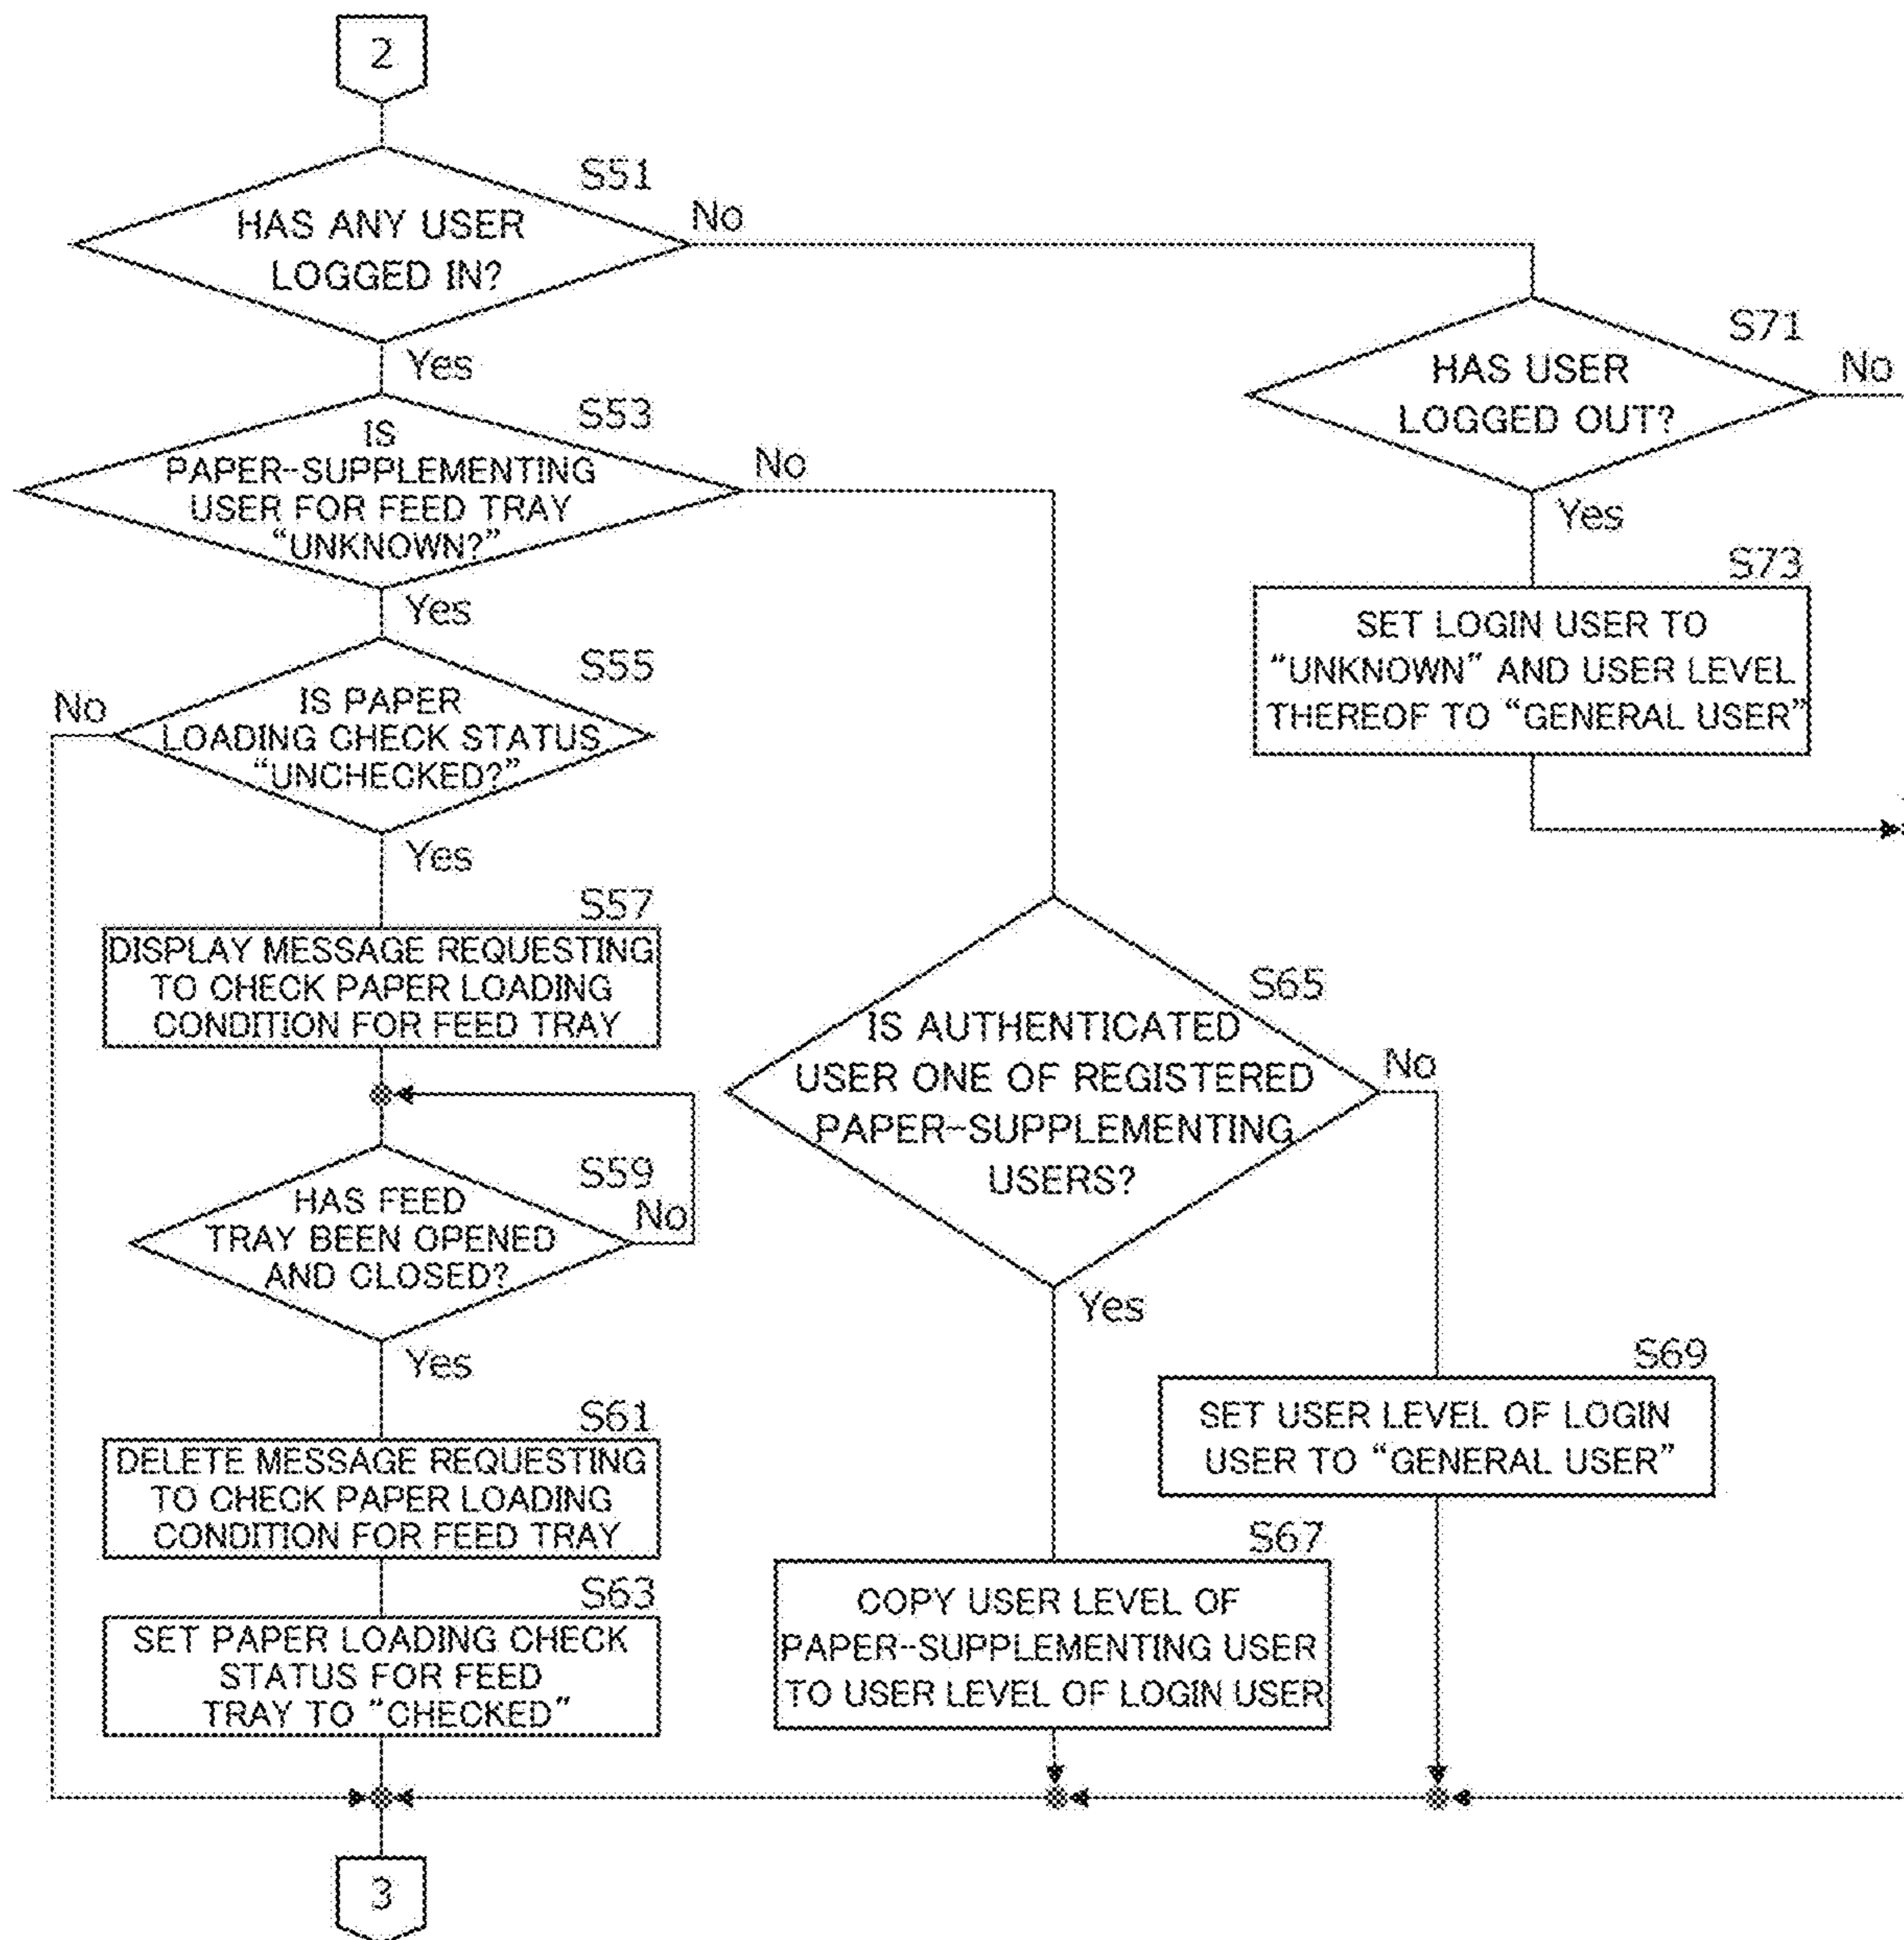 2
S51
HAS ANY USER
LOGGED IN?
No
Yes
S71
HAS USER
LOGGED OUT?
No
Yes
S73
SET LOGIN USER TO
“UNKNOWN” AND USER LEVEL
THEREOF TO “GENERAL USER”
S53
IS
PAPER-SUPPLEMENTING
USER FOR FEED TRAY
“UNKNOWN?”
No
Yes
S55
IS PAPER
LOADING CHECK STATUS
“UNCHECKED?”
No
Yes
S57
DISPLAY MESSAGE REQUESTING
TO CHECK PAPER LOADING
CONDITION FOR FEED TRAY
S59
HAS FEED
TRAY BEEN OPENED
AND CLOSED?
No
Yes
S61
DELETE MESSAGE REQUESTING
TO CHECK PAPER LOADING
CONDITION FOR FEED TRAY
S63
SET PAPER LOADING CHECK
STATUS FOR FEED
TRAY TO “CHECKED”
S65
IS AUTHENTICATED
USER ONE OF REGISTERED
PAPER-SUPPLEMENTING
USERS?
No
Yes
S69
SET USER LEVEL OF LOGIN
USER TO “GENERAL USER”
S67
COPY USER LEVEL OF
PAPER-SUPPLEMENTING USER
TO USER LEVEL OF LOGIN USER
3